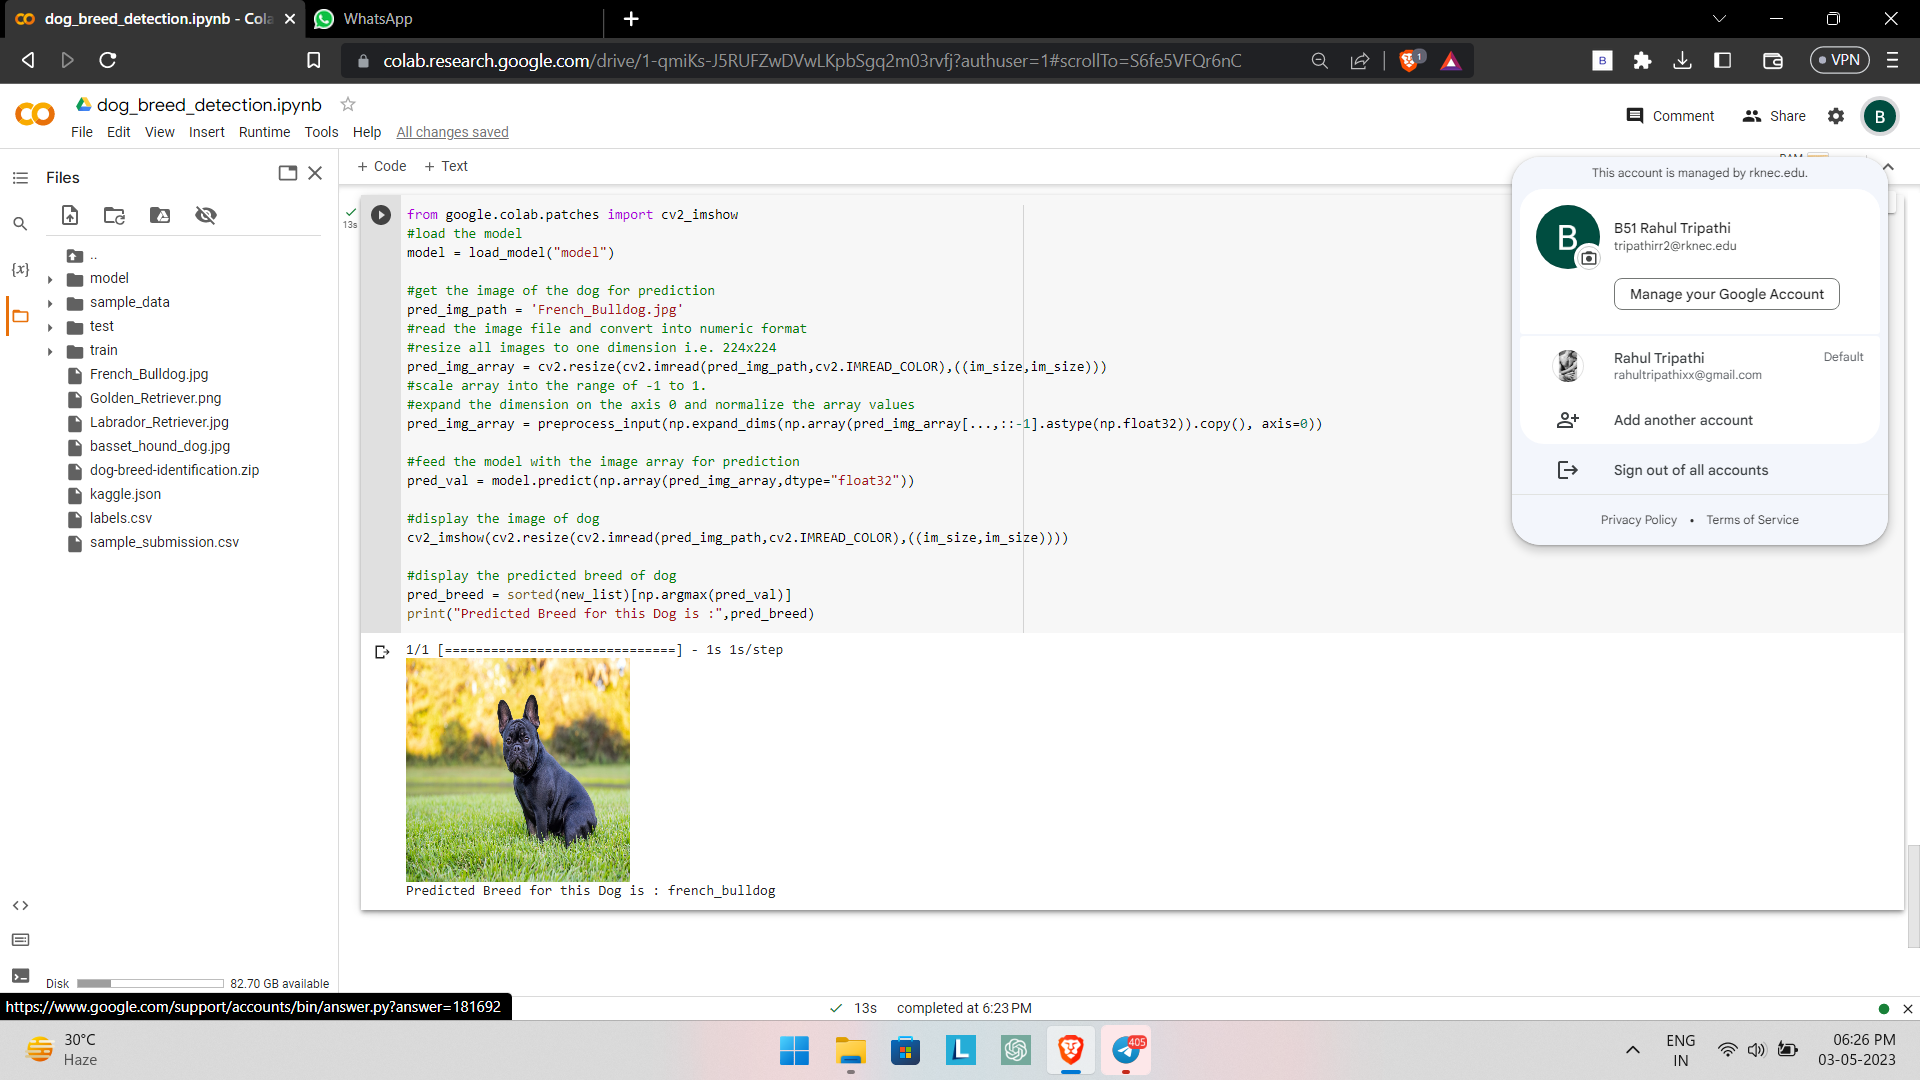 dog_breed_detection.ipynb - Cola
WhatsApp
colab.research.google.com/drive/1-qmiKs-J5RUFZwDVwLKpbSgq2m03rvfj?authuser=1#scrollTo=S6fe5VFQr6nC
1
B
VPN
dog_breed_detection.ipynb
File Edit View Insert Runtime Tools Help All changes saved
Comment
Share
B
Files
+ Code + Text
RAM
..
model
sample_data
test
train
French_Bulldog.jpg
Golden_Retriever.png
Labrador_Retriever.jpg
basset_hound_dog.jpg
dog-breed-identification.zip
kaggle.json
labels.csv
sample_submission.csv
{x}
Disk
82.70 GB available
13s
from google.colab.patches import cv2_imshow
#load the model
model = load_model("model")
#get the image of the dog for prediction
pred_img_path = 'French_Bulldog.jpg'
#read the image file and convert into numeric format
#resize all images to one dimension i.e. 224x224
pred_img_array = cv2.resize(cv2.imread(pred_img_path,cv2.IMREAD_COLOR),((im_size,im_size)))
#scale array into the range of -1 to 1.
#expand the dimension on the axis 0 and normalize the array values
pred_img_array = preprocess_input(np.expand_dims(np.array(pred_img_array[...,::-1].astype(np.float32)).copy(), axis=0))
#feed the model with the image array for prediction
pred_val = model.predict(np.array(pred_img_array,dtype="float32"))
#display the image of dog
cv2_imshow(cv2.resize(cv2.imread(pred_img_path,cv2.IMREAD_COLOR),((im_size,im_size))))
#display the predicted breed of dog
pred_breed = sorted(new_list)[np.argmax(pred_val)]
print("Predicted Breed for this Dog is :",pred_breed)
1/1 [==============================] - 1s 1s/step
Predicted Breed for this Dog is : french_bulldog
This account is managed by rknec.edu.
B
B51 Rahul Tripathi
tripathirr2@rknec.edu
Manage your Google Account
Rahul Tripathi
Default
rahultripathixx@gmail.com
Add another account
Sign out of all accounts
Privacy Policy • Terms of Service
https://www.google.com/support/accounts/bin/answer.py?answer=181692
13s completed at 6:23 PM
30°C
Haze
L
405
ENG
IN
06:26 PM
03-05-2023